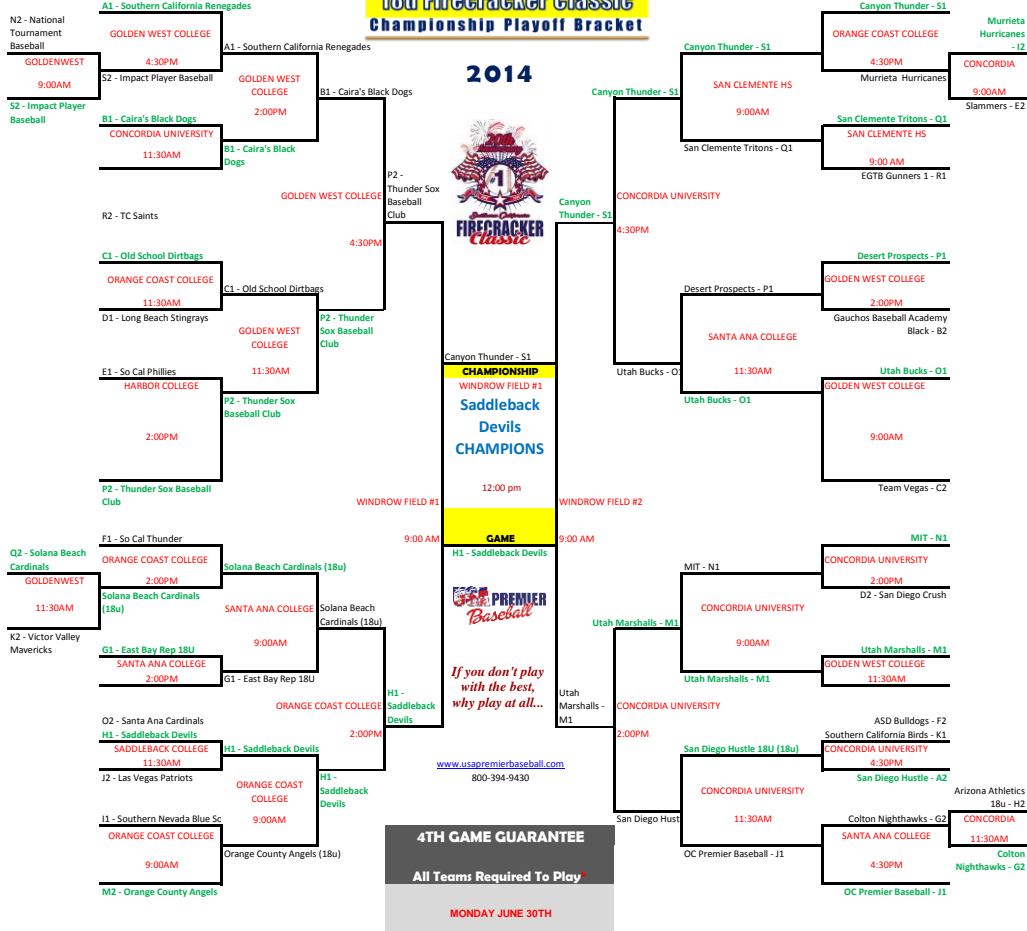 18u Firecracker Classic
Championship Playoff Bracket
2014
20th Anniversary
#1
Southern California
FIRECRACKER
Classic
A1 - Southern California Renegades
N2 - National
Tournament
Baseball
GOLDEN WEST COLLEGE
4:30PM
GOLDENWEST
9:00AM
S2 - Impact Player Baseball
S2 - Impact Player
Baseball
A1 - Southern California Renegades
GOLDEN WEST
COLLEGE
2:00PM
B1 - Caira's Black Dogs
CONCORDIA UNIVERSITY
11:30AM
B1 - Caira's Black
Dogs
B1 - Caira's Black Dogs
R2 - TC Saints
GOLDEN WEST COLLEGE
4:30PM
P2 -
Thunder Sox
Baseball
Club
C1 - Old School Dirtbags
ORANGE COAST COLLEGE
11:30AM
D1 - Long Beach Stingrays
C1 - Old School Dirtbags
GOLDEN WEST
COLLEGE
11:30AM
P2 - Thunder
Sox Baseball
Club
E1 - So Cal Phillies
HARBOR COLLEGE
2:00PM
P2 - Thunder Sox
Baseball Club
P2 - Thunder Sox Baseball
Club
WINDROW FIELD #1
9:00 AM
F1 - So Cal Thunder
Q2 - Solana Beach
Cardinals
ORANGE COAST COLLEGE
2:00PM
GOLDENWEST
11:30AM
Solana Beach Cardinals
(18u)
K2 - Victor Valley
Mavericks
Solana Beach Cardinals (18u)
SANTA ANA COLLEGE
9:00AM
Solana Beach
Cardinals (18u)
G1 - East Bay Rep 18U
SANTA ANA COLLEGE
2:00PM
G1 - East Bay Rep 18U
ORANGE COAST COLLEGE
2:00PM
H1 -
Saddleback
Devils
O2 - Santa Ana Cardinals
H1 - Saddleback Devils
SADDLEBACK COLLEGE
11:30AM
J2 - Las Vegas Patriots
H1 - Saddleback Devils
ORANGE COAST
COLLEGE
9:00AM
H1 -
Saddleback
Devils
I1 - Southern Nevada Blue So
ORANGE COAST COLLEGE
9:00AM
Orange County Angels (18u)
M2 - Orange County Angels
Canyon Thunder - S1
CHAMPIONSHIP
WINDROW FIELD #1
Saddleback
Devils
CHAMPIONS
12:00 pm
GAME
H1 - Saddleback Devils
USA PREMIER
Baseball
If you don't play
with the best,
why play at all...
www.usapremierbaseball.com
800-394-9430
4TH GAME GUARANTEE
All Teams Required To Play*
MONDAY JUNE 30TH
Canyon Thunder - S1
ORANGE COAST COLLEGE
4:30PM
Murrieta Hurricanes
Murrieta
Hurricanes
- I2
CONCORDIA
9:00AM
Slammers - E2
Canyon Thunder - S1
SAN CLEMENTE HS
9:00AM
San Clemente Tritons - Q1
Canyon Thunder - S1
San Clemente Tritons - Q1
SAN CLEMENTE HS
9:00 AM
EGTB Gunners 1 - R1
Canyon
Thunder - S1
CONCORDIA UNIVERSITY
4:30PM
Desert Prospects - P1
GOLDEN WEST COLLEGE
2:00PM
Gauchos Baseball Academy
Black - B2
Desert Prospects - P1
SANTA ANA COLLEGE
11:30AM
Utah Bucks - O1
Utah Bucks - O1
Utah Bucks - O1
GOLDEN WEST COLLEGE
9:00AM
Team Vegas - C2
WINDROW FIELD #2
9:00 AM
MIT - N1
CONCORDIA UNIVERSITY
2:00PM
D2 - San Diego Crush
MIT - N1
CONCORDIA UNIVERSITY
9:00AM
Utah Marshalls - M1
Utah Marshalls - M1
Utah Marshalls - M1
GOLDEN WEST COLLEGE
11:30AM
Utah
Marshalls -
M1
CONCORDIA UNIVERSITY
2:00PM
ASD Bulldogs - F2
Southern California Birds - K1
CONCORDIA UNIVERSITY
4:30PM
San Diego Hustle - A2
San Diego Hustle 18U (18u)
CONCORDIA UNIVERSITY
11:30AM
San Diego Hust
OC Premier Baseball - J1
Arizona Athletics
18u - H2
Colton Nighthawks - G2
CONCORDIA
11:30AM
SANTA ANA COLLEGE
4:30PM
Colton
Nighthawks - G2
OC Premier Baseball - J1